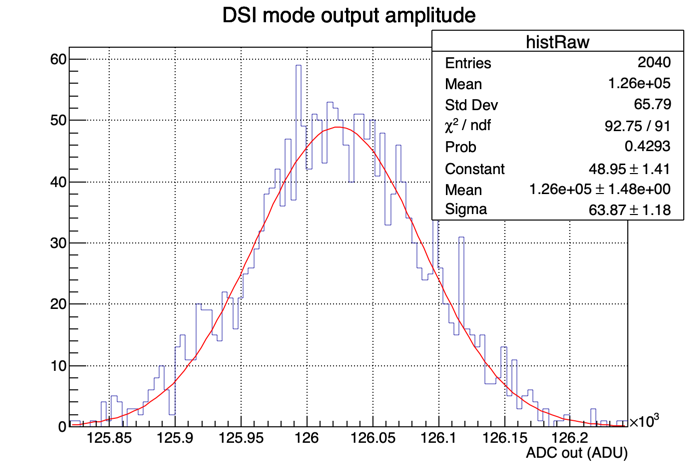 DSI mode output amplitude
histRaw
Entries 2040
Mean 1.26e+05
Std Dev 65.79
χ² / ndf 92.75 / 91
Prob 0.4293
Constant 48.95 ± 1.41
Mean 1.26e+05 ± 1.48e+00
Sigma 63.87 ± 1.18
60
50
40
30
20
10
0
125.85 125.9 125.95 126 126.05 126.1 126.15 126.2
×10³
ADC out (ADU)